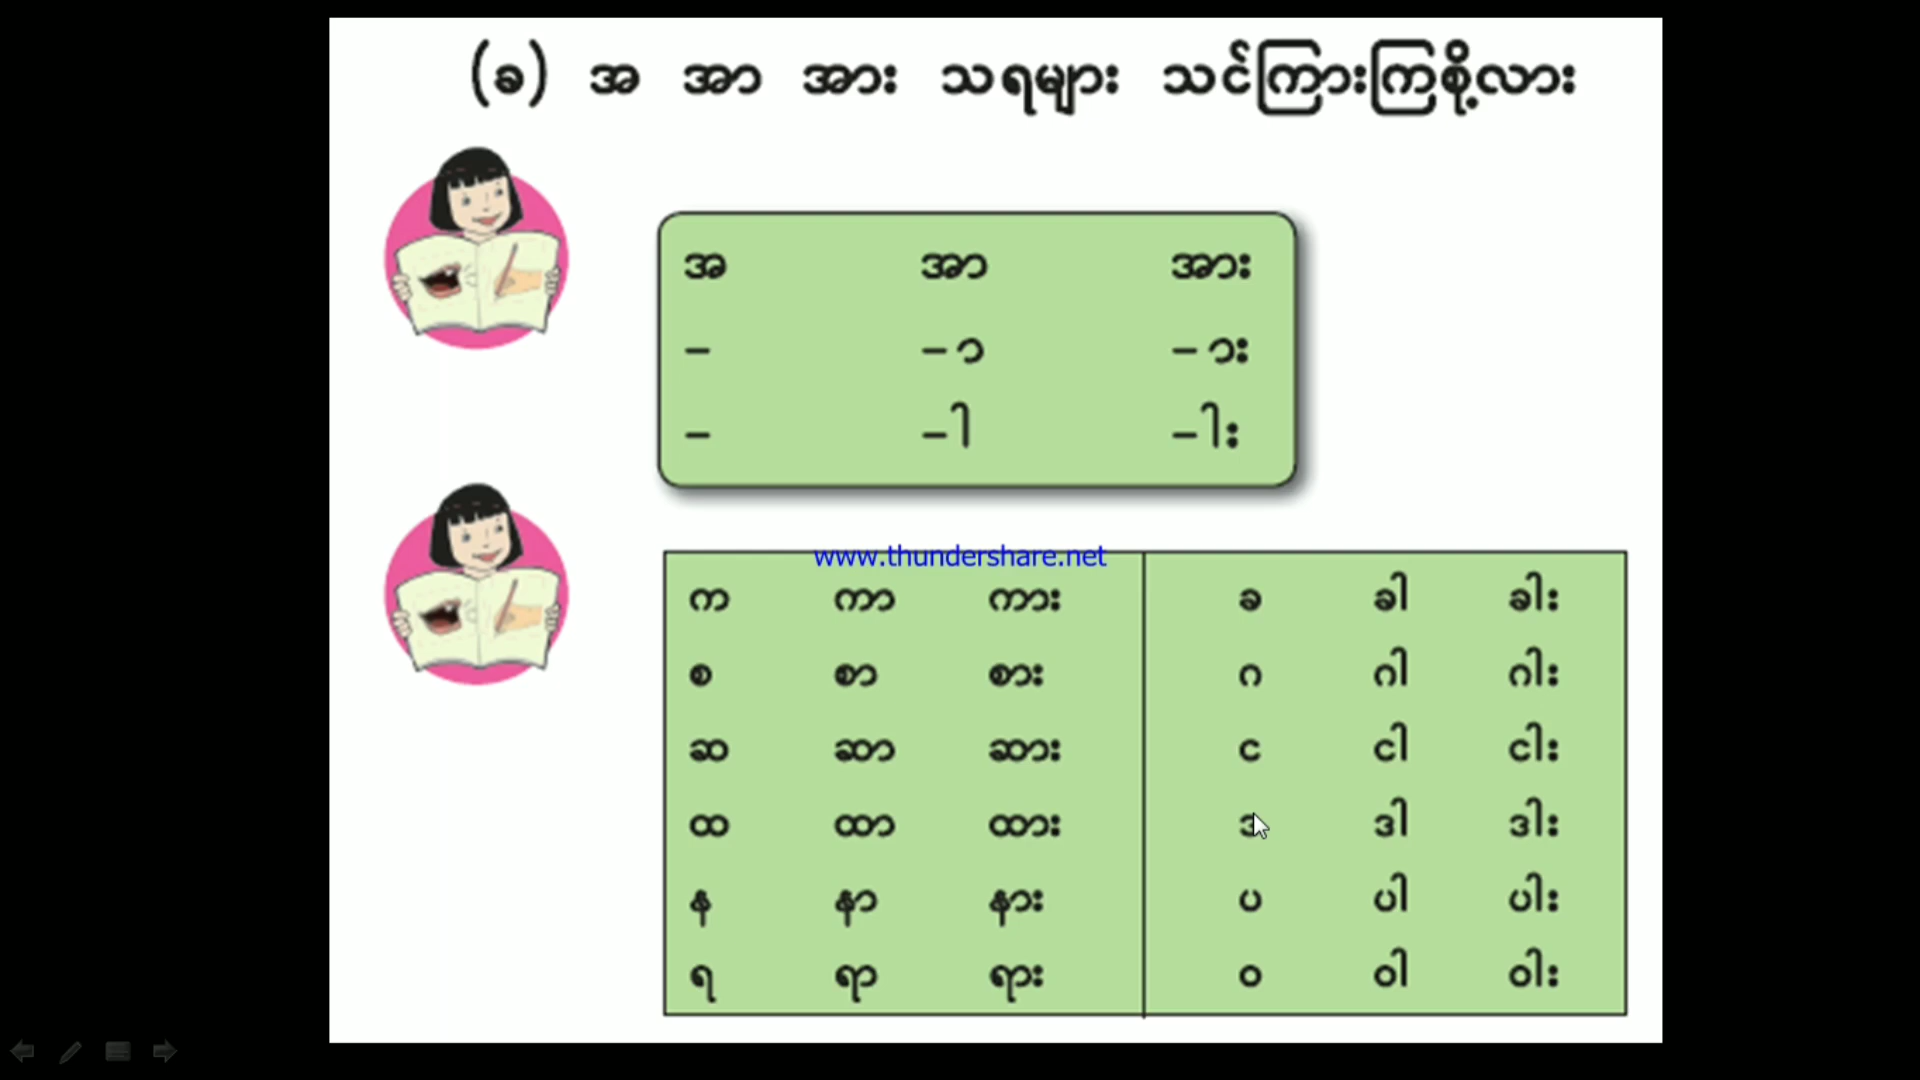 (ခ) အ အာ အား သရများ သင်ကြားကြစို့လား
အ အာ အား
– –ာ –ား
– –ါ –ါး
www.thundershare.net
က ကာ ကား ခ ခါ ခါး
စ စာ စား ဂ ဂါ ဂါး
ဆ ဆာ ဆား င ငါ ငါး
ထ ထာ ထား ဒ ဒါ ဒါး
န နာ နား ပ ပါ ပါး
ရ ရာ ရား ဝ ဝါ ဝါး